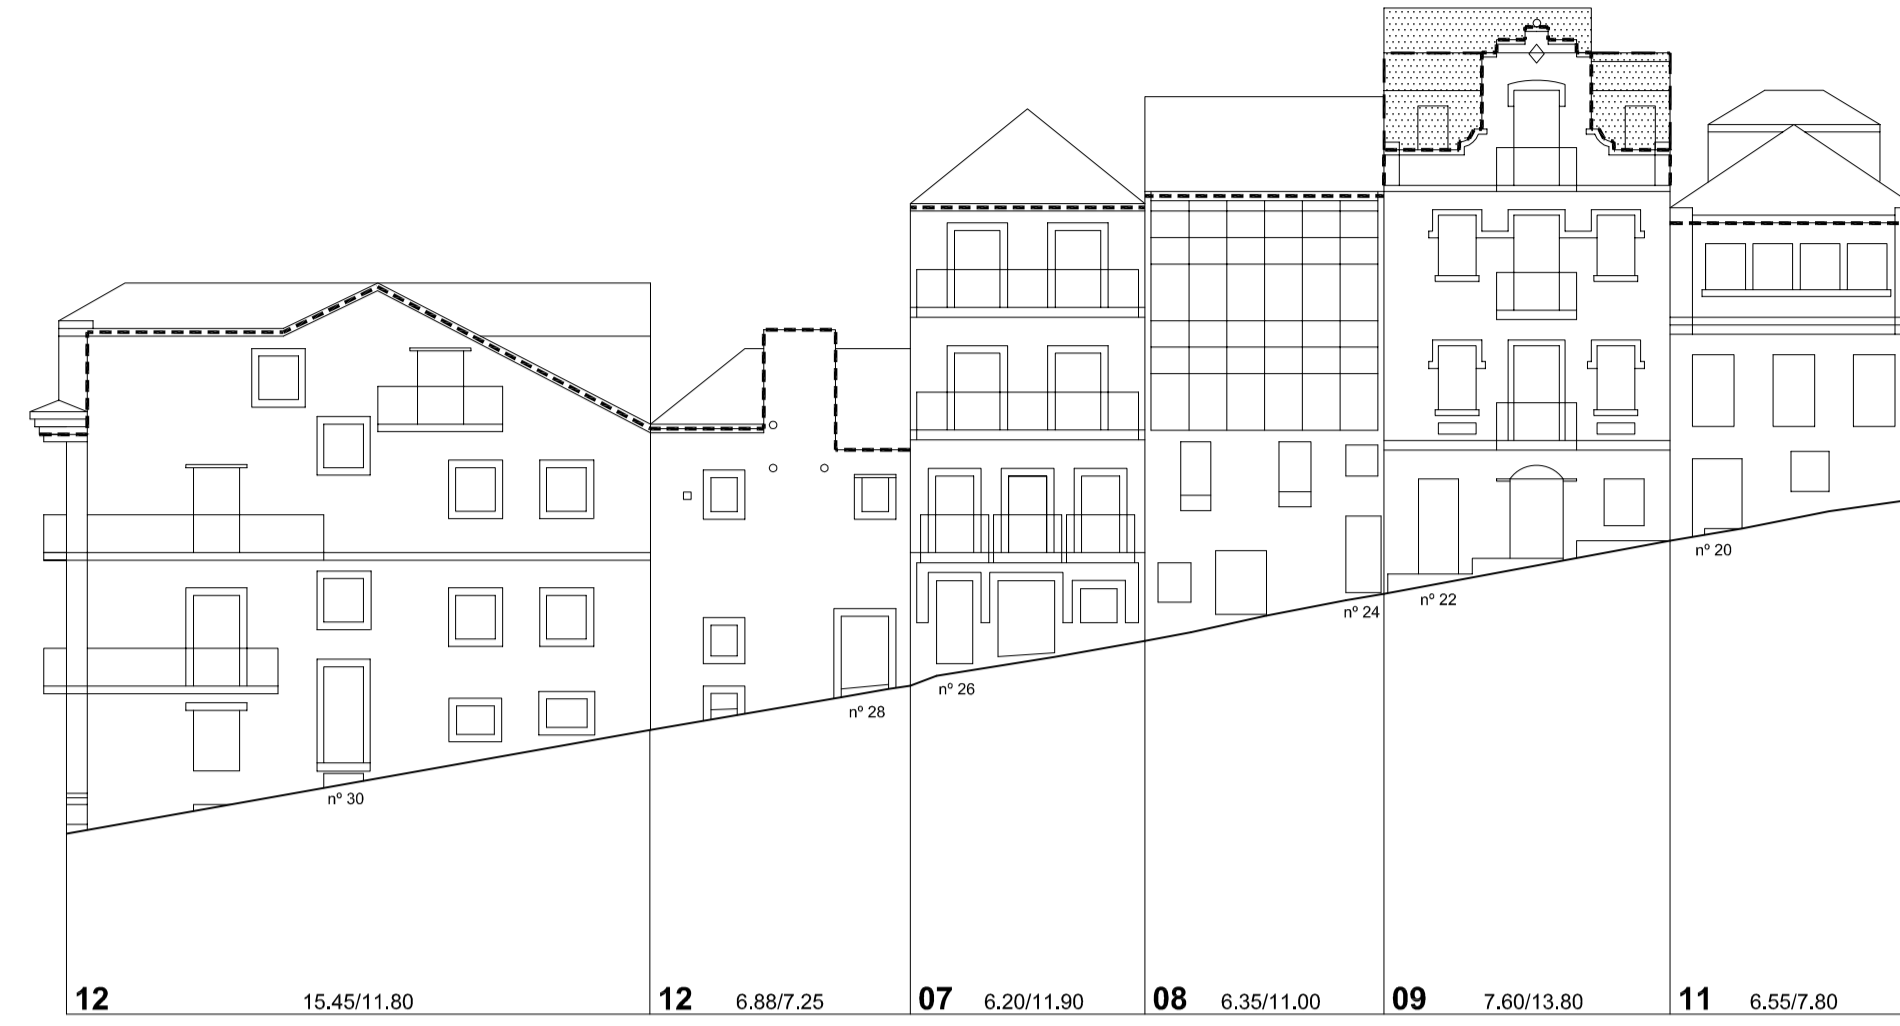 nº 20
nº 22
nº 24
nº 26
nº 28
nº 30
12 15.45/11.80 12 6.88/7.25 07 6.20/11.90 08 6.35/11.00 09 7.60/13.80 11 6.55/7.80